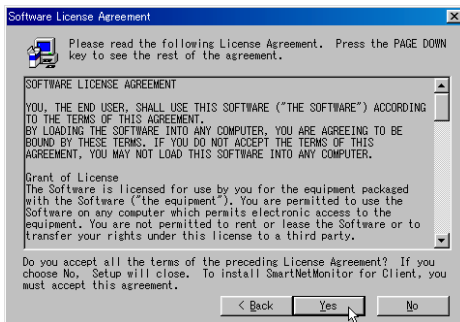 Software License Agreement
Please read the following License Agreement.  Press the PAGE DOWN
key to see the rest of the agreement.
SOFTWARE LICENSE AGREEMENT
YOU, THE END USER, SHALL USE THIS SOFTWARE ("THE SOFTWARE") ACCORDING
TO THE TERMS OF THIS AGREEMENT.
BY LOADING THE SOFTWARE INTO ANY COMPUTER, YOU ARE AGREEING TO BE
BOUND BY THESE TERMS. IF YOU DO NOT ACCEPT THE TERMS OF THIS
AGREEMENT, YOU MAY NOT LOAD THIS SOFTWARE INTO ANY COMPUTER.
Grant of License
The Software is licensed for use by you for the equipment packaged
with the Software ("the equipment"). You are permitted to use the
Software on any computer which permits electronic access to the
equipment. You are not permitted to rent or lease the Software or to
transfer your rights under this license to a third party.
Do you accept all the terms of the preceding License Agreement?  If you
choose No,  Setup will close.  To install SmartNetMonitor for Client, you
must accept this agreement.
< Back
Yes
No